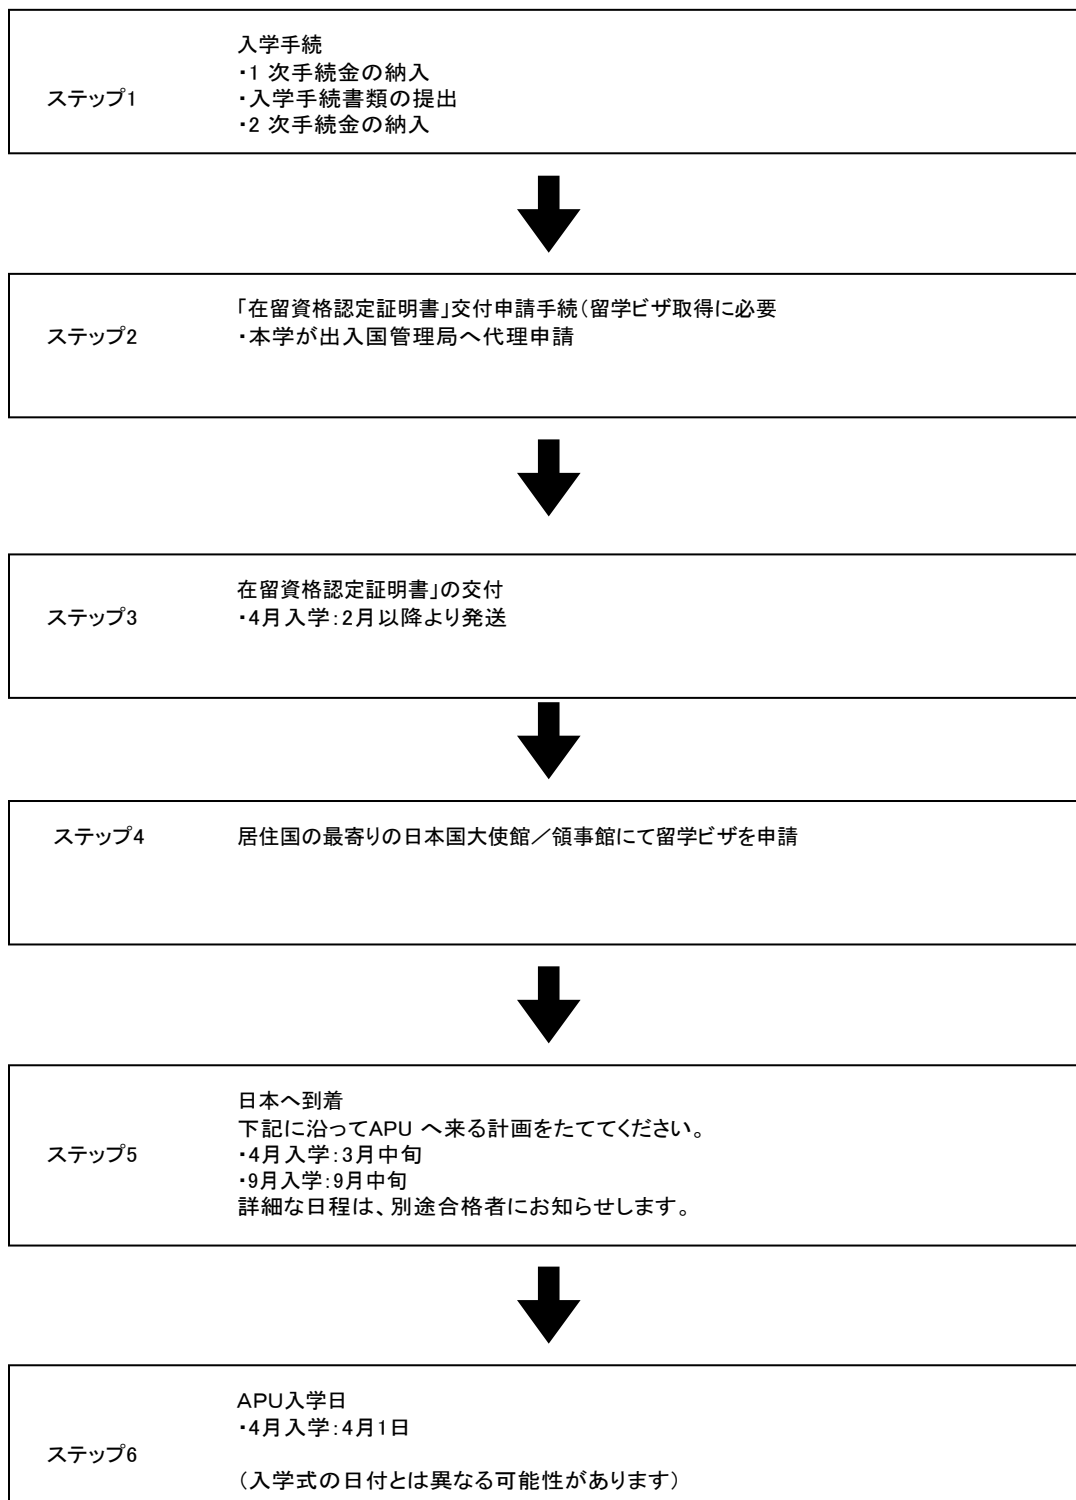 入学手続
・1 次手続金の納入
ステップ1
・入学手続書類の提出
・2 次手続金の納入
「在留資格認定証明書」交付申請手続(留学ビザ取得に必要
ステップ2
・本学が出入国管理局へ代理申請
在留資格認定証明書」の交付
ステップ3
・4月入学:2月以降より発送
ステップ4
居住国の最寄りの日本国大使館/領事館にて留学ビザを申請
日本へ到着
下記に沿ってAPU へ来る計画をたててください。
ステップ5
・4月入学:3月中旬
・9月入学:9月中旬
詳細な日程は、別途合格者にお知らせします。
APU入学日
・4月入学:4月1日
ステップ6
(入学式の日付とは異なる可能性があります)